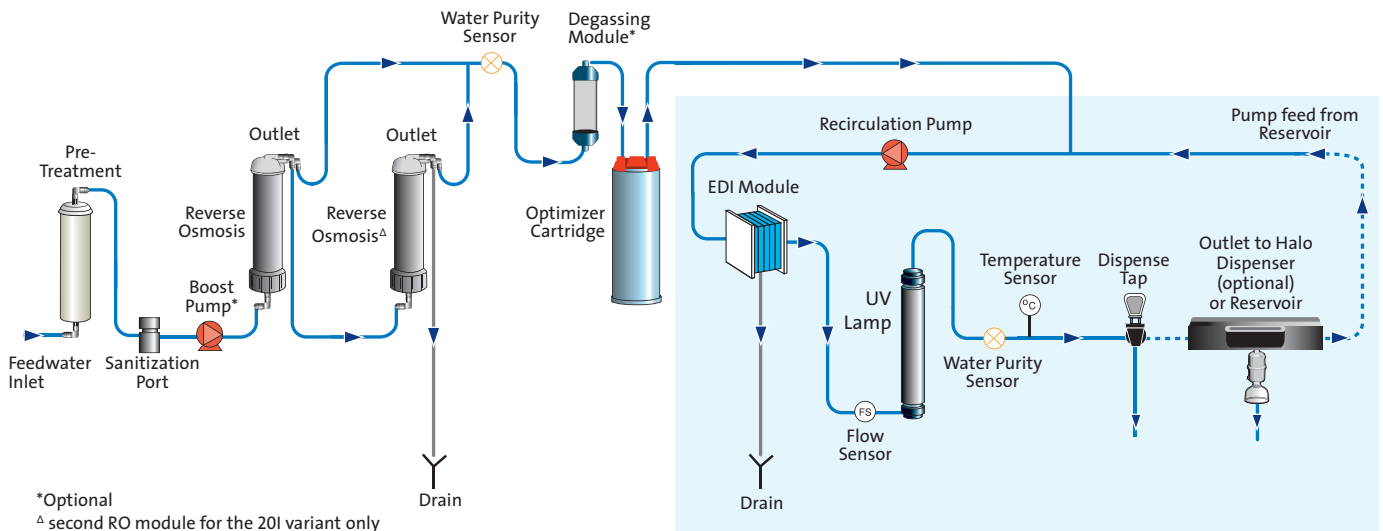 Water Purity
Sensor
Degassing
Module*
Outlet
Outlet
Recirculation Pump
Pump feed from
Reservoir
Pre-
Treatment
EDI Module
Reverse
Osmosis
Reverse
OsmosisΔ
Optimizer
Cartridge
Outlet to Halo
Dispenser
(optional)
or Reservoir
Temperature
Sensor
Dispense
Tap
Boost
Pump*
UV
Lamp
°C
Feedwater
Inlet
Sanitization
Port
Water Purity
Sensor
FS
Flow
Sensor
Drain
Drain
*Optional
Δ second RO module for the 20I variant only